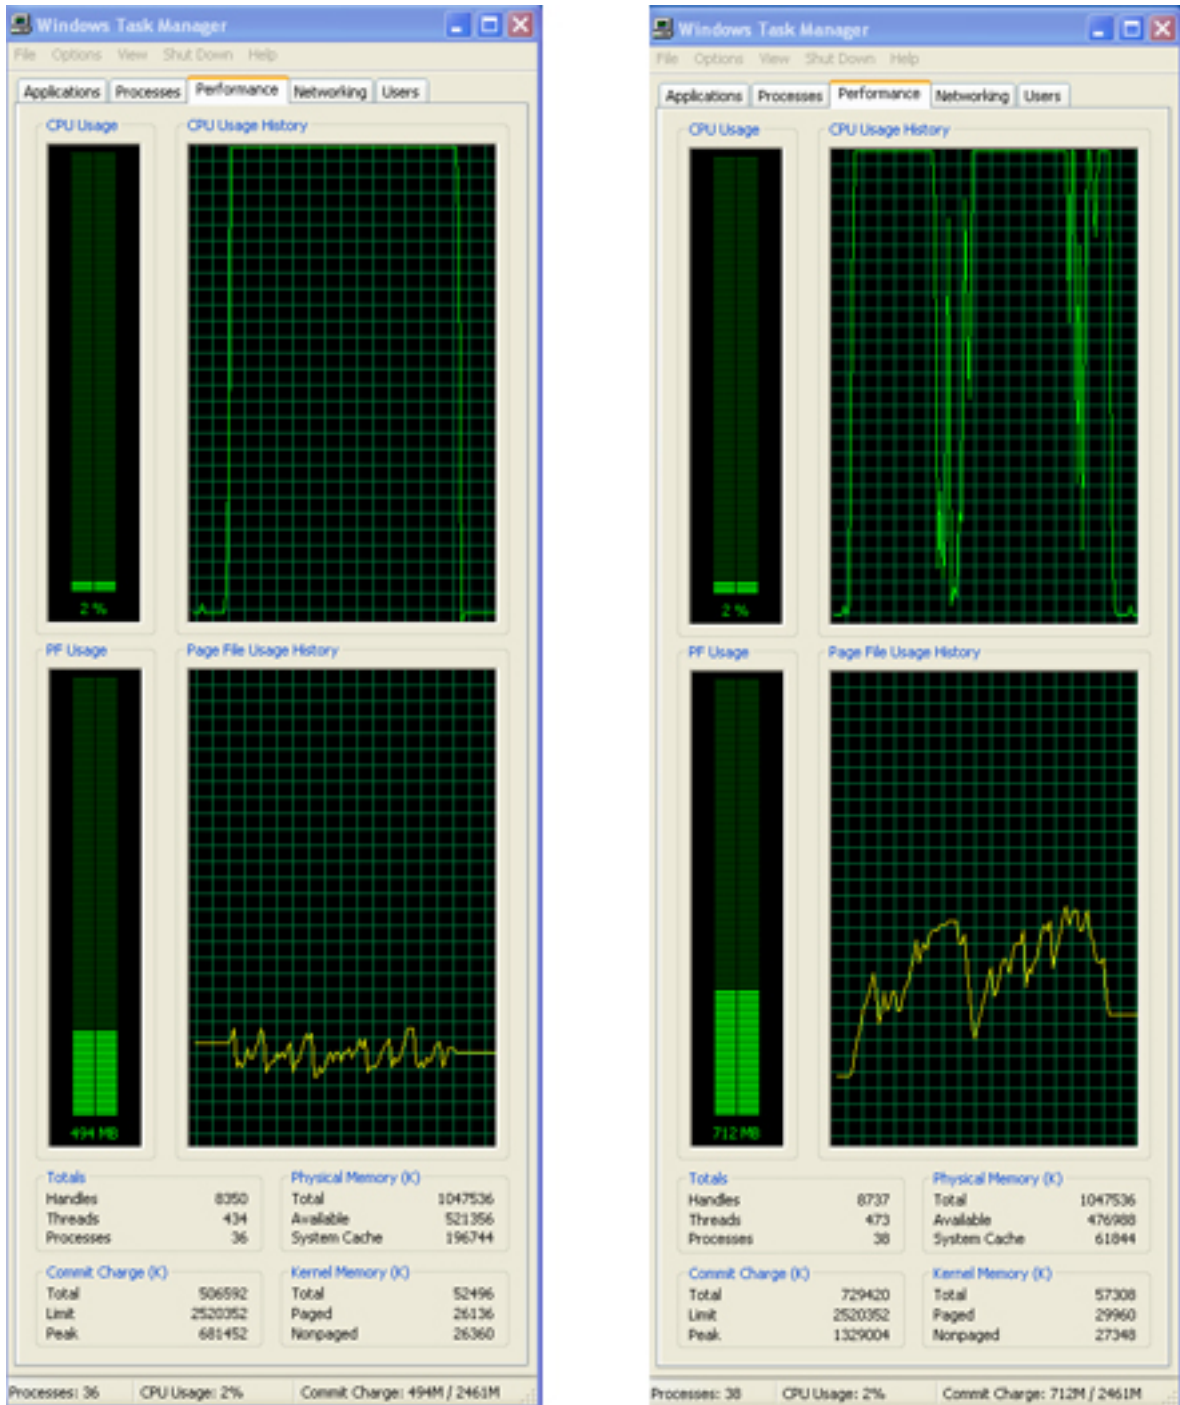 Windows Task Manager
File Options View Shut Down Help
Applications Processes Performance Networking Users
CPU Usage CPU Usage History
2 %
PF Usage Page File Usage History
494 MB
Totals
Handles 8350
Threads 434
Processes 36
Physical Memory (K)
Total 1047536
Available 521356
System Cache 196744
Commit Charge (K)
Total 506592
Limit 2520352
Peak 681452
Kernel Memory (K)
Total 52496
Paged 26136
Nonpaged 26360
Processes: 36 CPU Usage: 2% Commit Charge: 494M / 2461M
Windows Task Manager
File Options View Shut Down Help
Applications Processes Performance Networking Users
CPU Usage CPU Usage History
2 %
PF Usage Page File Usage History
712 MB
Totals
Handles 8737
Threads 473
Processes 38
Physical Memory (K)
Total 1047536
Available 476988
System Cache 61844
Commit Charge (K)
Total 729420
Limit 2520352
Peak 1329004
Kernel Memory (K)
Total 57308
Paged 29960
Nonpaged 27348
Processes: 38 CPU Usage: 2% Commit Charge: 712M / 2461M